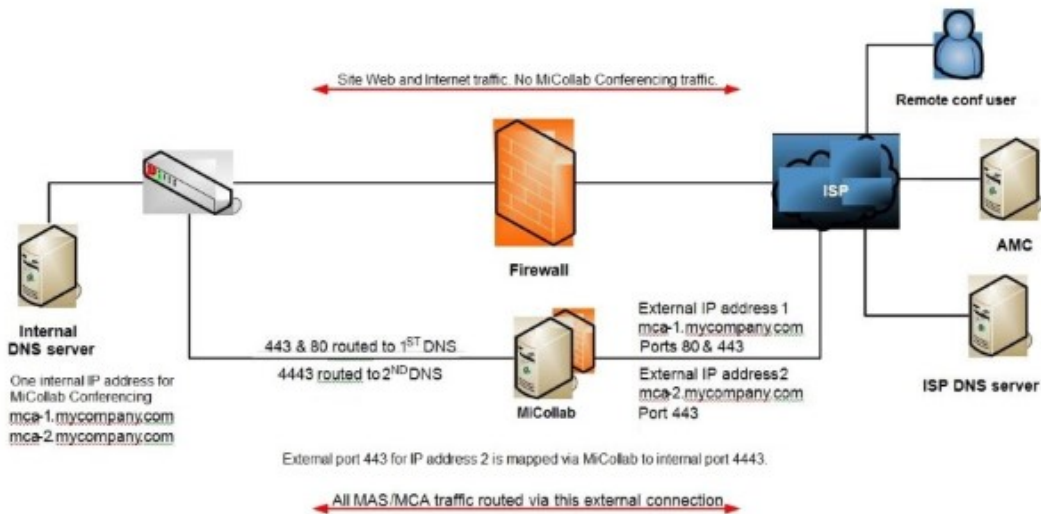 Site Web and Internet traffic. No MiCollab Conferencing traffic.
Remote conf user
ISP
AMC
Firewall
Internal
DNS server
One internal IP address for
MiCollab Conferencing
mca-1.mycompany.com
mca-2.mycompany.com
443 & 80 routed to 1ST DNS
4443 routed to 2ND DNS
MiCollab
External IP address 1
mca-1.mycompany.com
Ports 80 & 443
External IP address2
mca-2.mycompany.com
Port 443
ISP DNS server
External port 443 for IP address 2 is mapped via MiCollab to internal port 4443.
All MAS/MCA traffic routed via this external connection